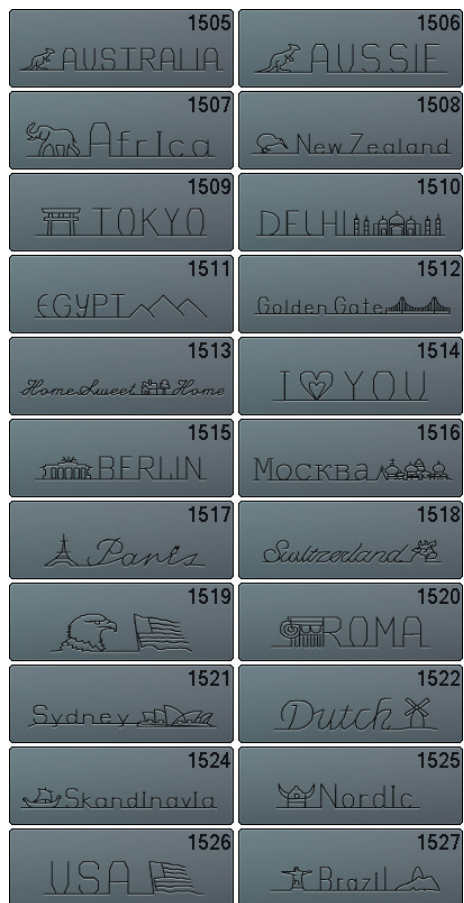 1505
AUSTRALIA
1506
AUSSIE
1507
Africa
1508
New Zealand
1509
TOKYO
1510
DELHI
1511
EGYPT
1512
Golden Gate
1513
Home Sweet Home
1514
I YOU
1515
BERLIN
1516
Москва
1517
Paris
1518
Switzerland
1519
1520
ROMA
1521
Sydney
1522
Dutch
1524
Skandinavia
1525
Nordic
1526
USA
1527
Brazil